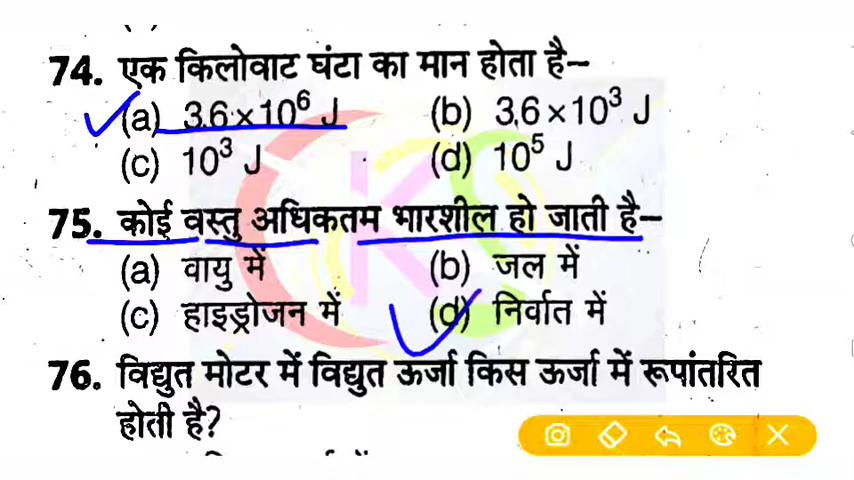 74. एक किलोवाट घंटा का मान होता है–
(a) 3.6×10⁶ J (b) 3.6×10³ J
(c) 10³ J (d) 10⁵ J
75. कोई वस्तु अधिकतम भारशील हो जाती है–
(a) वायु में (b) जल में
(c) हाइड्रोजन में (d) निर्वात में
76. विद्युत मोटर में विद्युत ऊर्जा किस ऊर्जा में रूपांतरित
होती है?